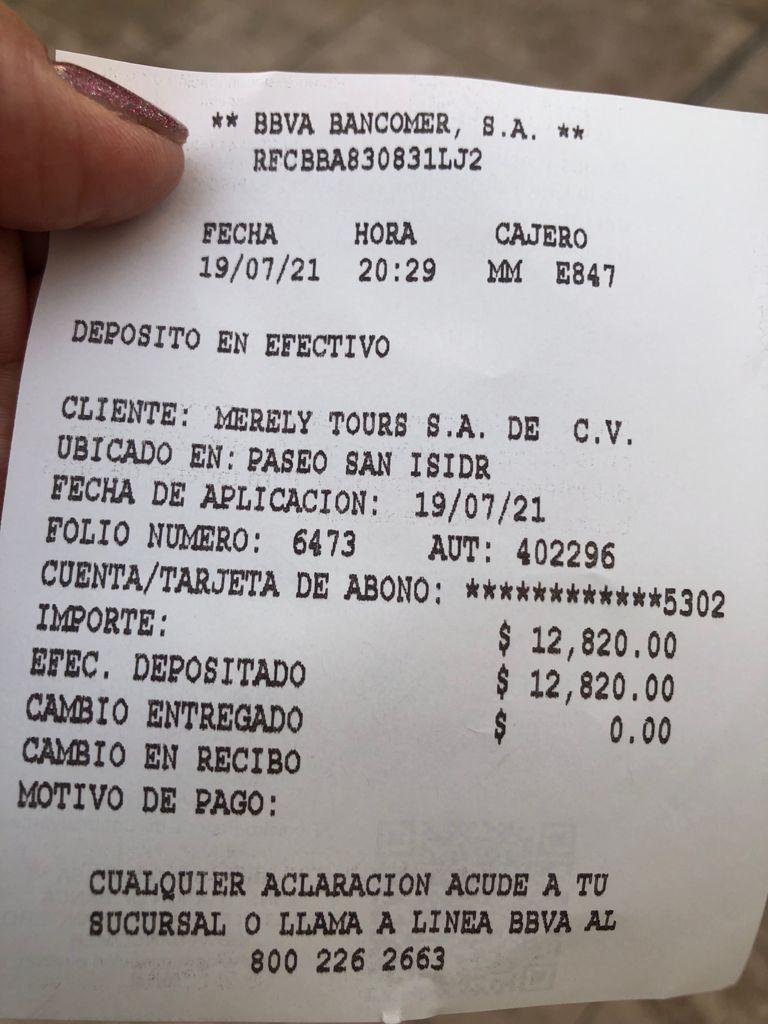 ** BBVA BANCOMER, S.A. **
RFCBBA830831LJ2
FECHA HORA CAJERO
19/07/21 20:29 MM E847
DEPOSITO EN EFECTIVO
CLIENTE: MERELY TOURS S.A. DE C.V.
UBICADO EN: PASEO SAN ISIDR
FECHA DE APLICACION: 19/07/21
FOLIO NUMERO: 6473 AUT: 402296
CUENTA/TARJETA DE ABONO: ************5302
IMPORTE: $ 12,820.00
EFEC. DEPOSITADO $ 12,820.00
CAMBIO ENTREGADO $ 0.00
CAMBIO EN RECIBO
MOTIVO DE PAGO:
CUALQUIER ACLARACION ACUDE A TU
SUCURSAL O LLAMA A LINEA BBVA AL
800 226 2663